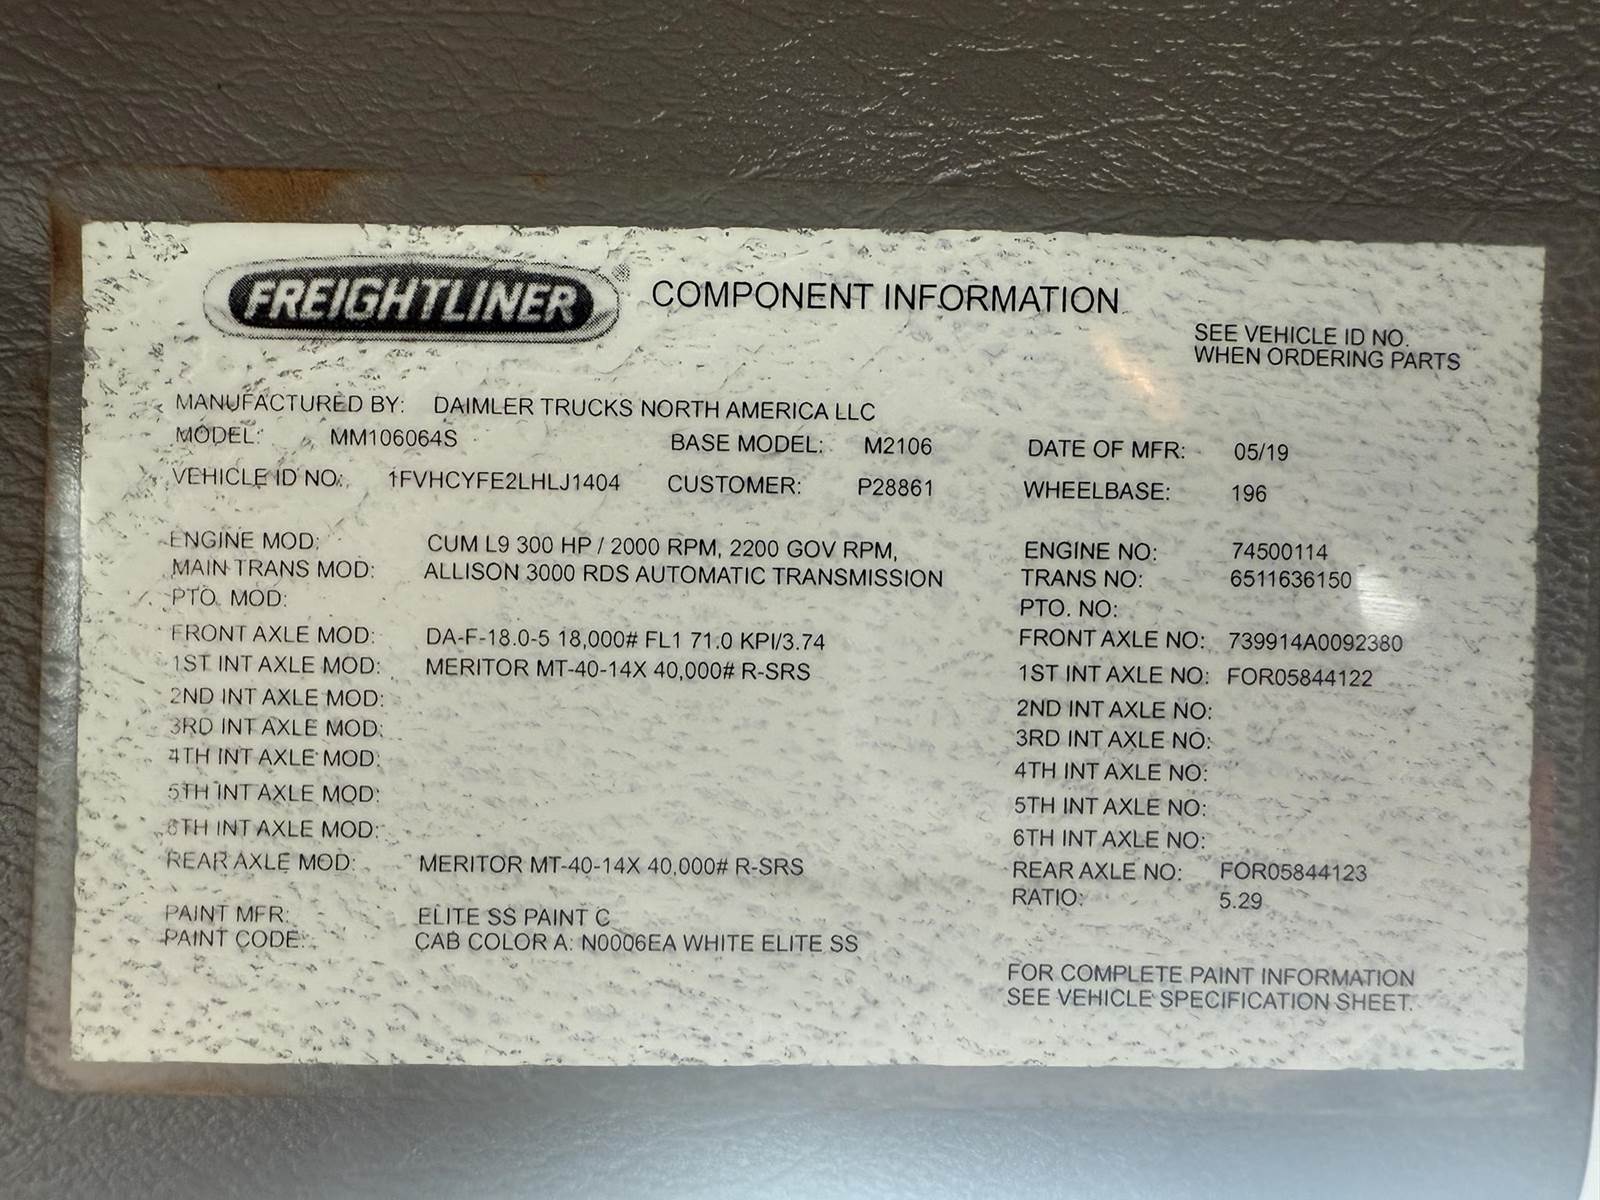 FREIGHTLINER® COMPONENT INFORMATION
SEE VEHICLE ID NO.
WHEN ORDERING PARTS
MANUFACTURED BY: DAIMLER TRUCKS NORTH AMERICA LLC
MODEL: MM106064S BASE MODEL: M2106 DATE OF MFR: 05/19
VEHICLE ID NO: 1FVHCYFE2LHLJ1404 CUSTOMER: P28861 WHEELBASE: 196
ENGINE MOD: CUM L9 300 HP / 2000 RPM, 2200 GOV RPM, ENGINE NO: 74500114
MAIN TRANS MOD: ALLISON 3000 RDS AUTOMATIC TRANSMISSION TRANS NO: 6511636150
PTO. MOD: PTO. NO:
FRONT AXLE MOD: DA-F-18.0-5 18,000# FL1 71.0 KPI/3.74 FRONT AXLE NO: 739914A0092380
1ST INT AXLE MOD: MERITOR MT-40-14X 40,000# R-SRS 1ST INT AXLE NO: FOR05844122
2ND INT AXLE MOD: 2ND INT AXLE NO:
3RD INT AXLE MOD: 3RD INT AXLE NO:
4TH INT AXLE MOD: 4TH INT AXLE NO:
5TH INT AXLE MOD: 5TH INT AXLE NO:
6TH INT AXLE MOD: 6TH INT AXLE NO:
REAR AXLE MOD: MERITOR MT-40-14X 40,000# R-SRS REAR AXLE NO: FOR05844123
RATIO: 5.29
PAINT MFR: ELITE SS PAINT C
PAINT CODE: CAB COLOR A: N0006EA WHITE ELITE SS
FOR COMPLETE PAINT INFORMATION
SEE VEHICLE SPECIFICATION SHEET.